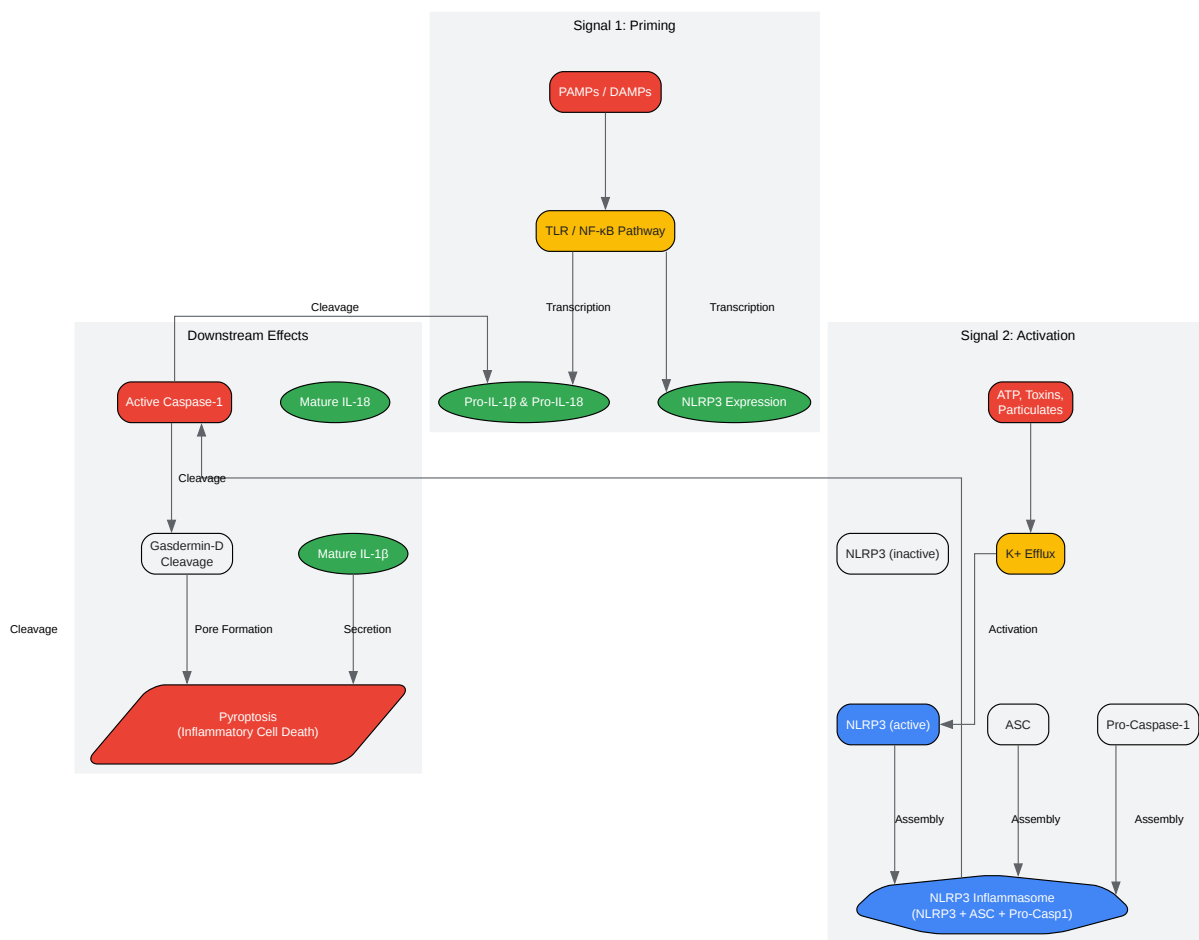 Signal 1: Priming
PAMPs / DAMPs
TLR / NF-κB Pathway
Cleavage
Transcription
Transcription
Downstream Effects
Signal 2: Activation
Active Caspase-1
Mature IL-18
Pro-IL-1β & Pro-IL-18
NLRP3 Expression
ATP, Toxins,
Particulates
Cleavage
Gasdermin-D
Cleavage
Mature IL-1β
NLRP3 (inactive)
K+ Efflux
Cleavage
Pore Formation
Secretion
Activation
Pyroptosis
(Inflammatory Cell Death)
NLRP3 (active)
ASC
Pro-Caspase-1
Assembly
Assembly
Assembly
NLRP3 Inflammasome
(NLRP3 + ASC + Pro-Casp1)